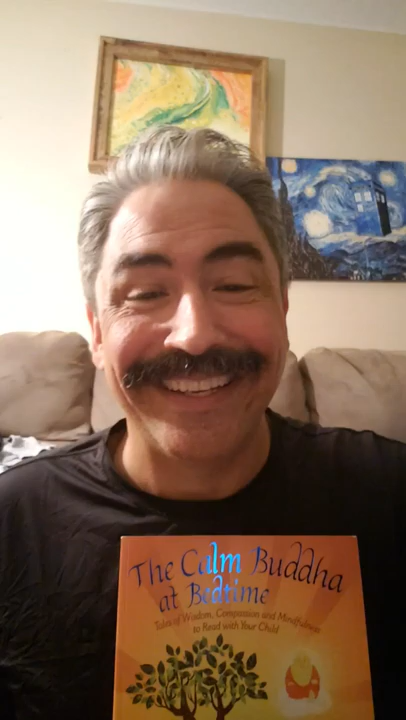 The Calm Buddha
at Bedtime
Tales of Wisdom, Compassion and Mindfulness
to Read with Your Child